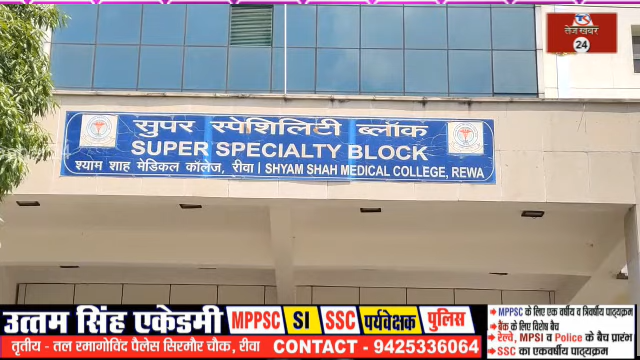 तेज खबर
24
सुपर स्पेशिलिटी ब्लॉक
SUPER SPECIALTY BLOCK
श्याम शाह मेडिकल कॉलेज, रीवा | SHYAM SHAH MEDICAL COLLEGE, REWA
उत्तम सिंह एकेडमी MPPSC SI SSC पर्यवेक्षक पुलिस
तृतीय - तल रमागोविंद पैलेस सिरमौर चौक, रीवा CONTACT - 9425336064
MPPSC के लिए एक वर्षीय व त्रिवर्षीय पाठ्यक्रम
बैंक के लिए विशेष बैच
रेल्वे, MPSI व Police के बैच प्रारंभ
SSC का एकवर्षीय पाठ्यक्रम